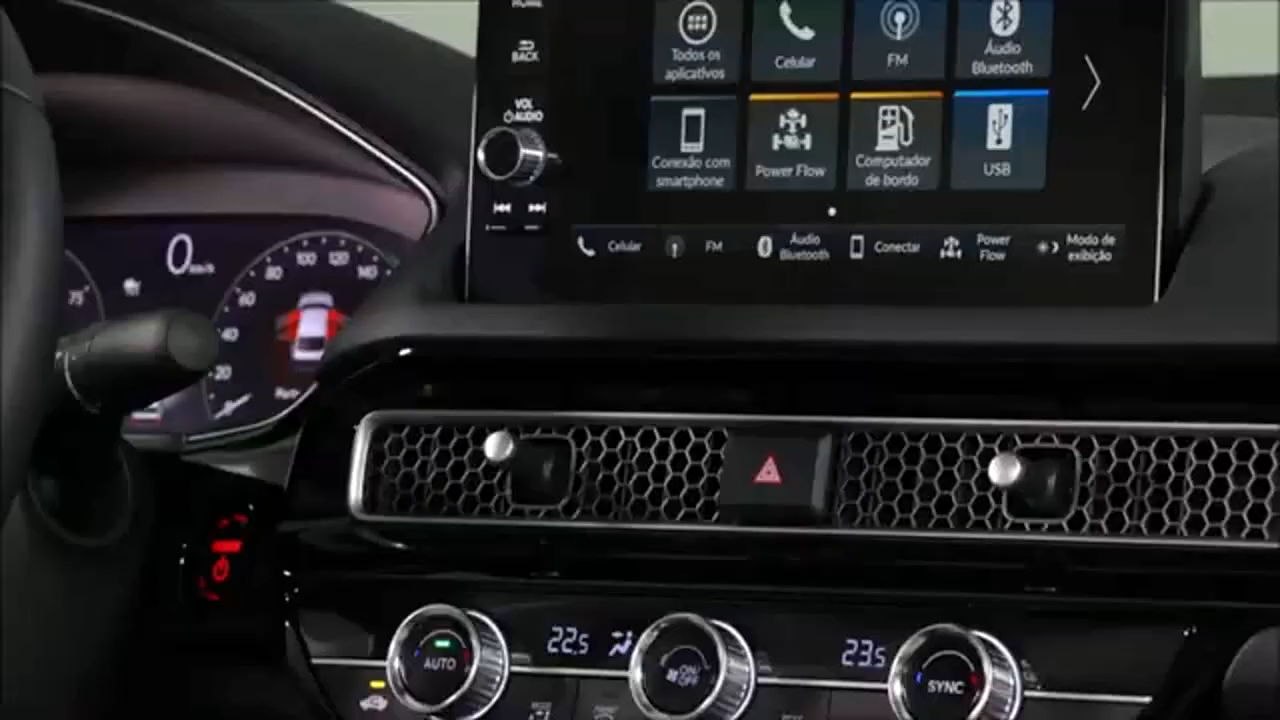 HOME
BACK
VOL
AUDIO
Todos os
aplicativos
Celular
FM
Áudio
Bluetooth
Conexão com
smartphone
Power Flow
Computador
de bordo
USB
Celular
FM
Áudio
Bluetooth
Conectar
Power
Flow
Modo de
exibição
0 km/h
75
20
40
60
80
100
120
140
AUTO
22.5
ON/
OFF
23.5
SYNC